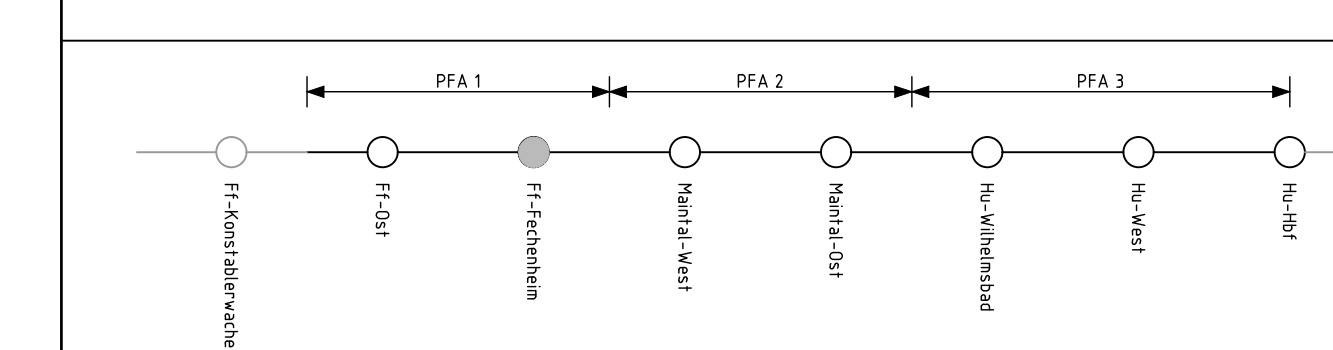 PFA 1
PFA 2
PFA 3
Ff-Konstablerwache
Ff-Ost
Ff-Fechenheim
Maintal-West
Maintal-Ost
Hu-Wilhelmsbad
Hu-West
Hu-Hbf